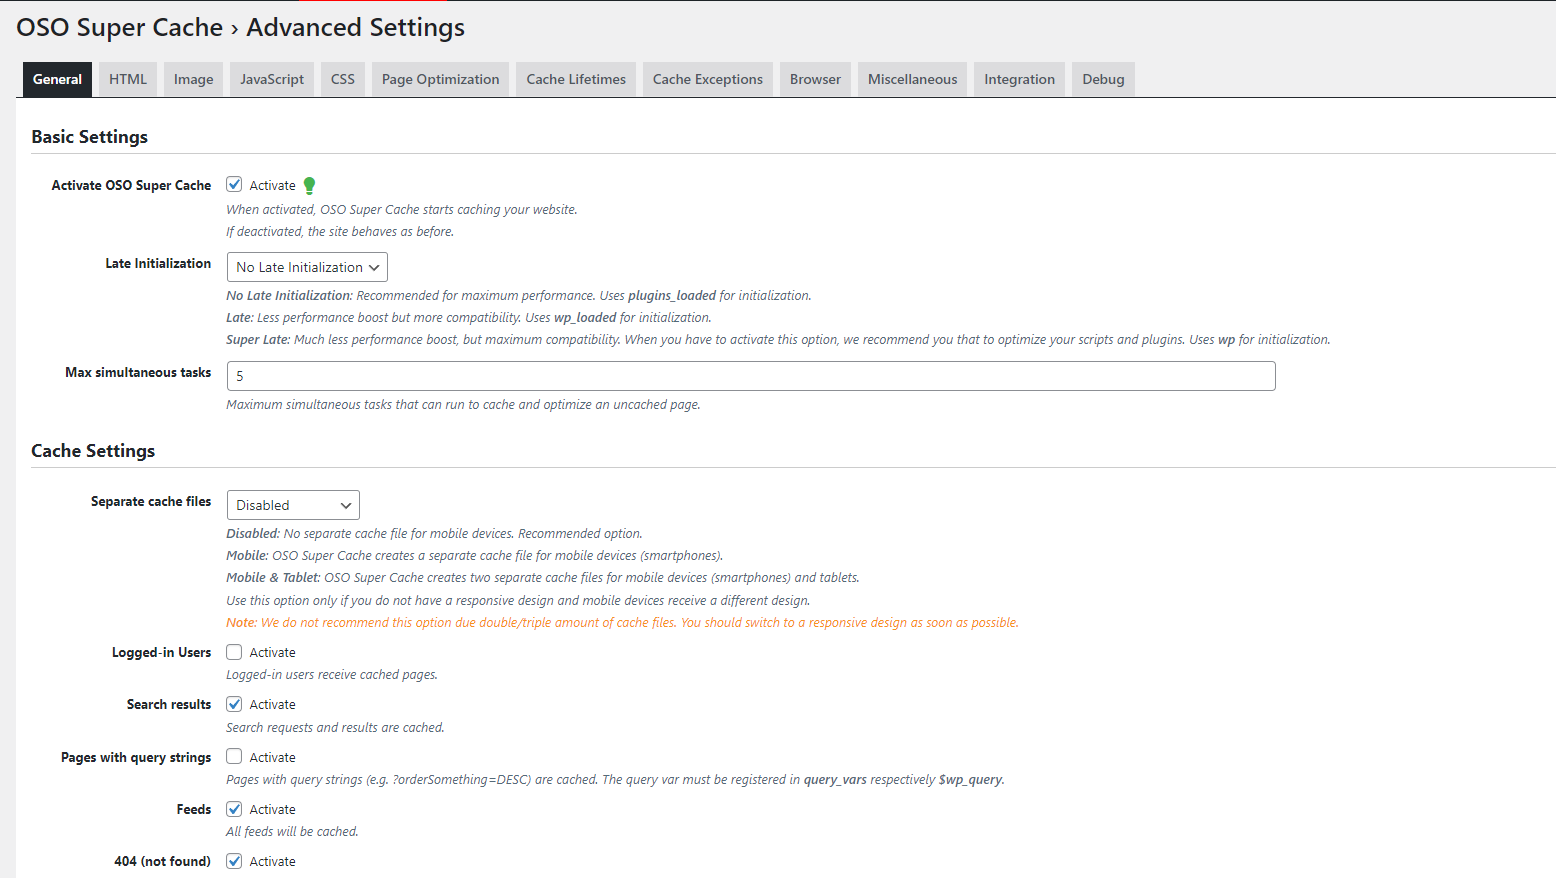 OSO Super Cache › Advanced Settings
General HTML Image JavaScript CSS Page Optimization Cache Lifetimes Cache Exceptions Browser Miscellaneous Integration Debug
Basic Settings
Activate OSO Super Cache Activate
When activated, OSO Super Cache starts caching your website.
If deactivated, the site behaves as before.
Late Initialization No Late Initialization
No Late Initialization: Recommended for maximum performance. Uses plugins_loaded for initialization.
Late: Less performance boost but more compatibility. Uses wp_loaded for initialization.
Super Late: Much less performance boost, but maximum compatibility. When you have to activate this option, we recommend you that to optimize your scripts and plugins. Uses wp for initialization.
Max simultaneous tasks 5
Maximum simultaneous tasks that can run to cache and optimize an uncached page.
Cache Settings
Separate cache files Disabled
Disabled: No separate cache file for mobile devices. Recommended option.
Mobile: OSO Super Cache creates a separate cache file for mobile devices (smartphones).
Mobile & Tablet: OSO Super Cache creates two separate cache files for mobile devices (smartphones) and tablets.
Use this option only if you do not have a responsive design and mobile devices receive a different design.
Note: We do not recommend this option due double/triple amount of cache files. You should switch to a responsive design as soon as possible.
Logged-in Users Activate
Logged-in users receive cached pages.
Search results Activate
Search requests and results are cached.
Pages with query strings Activate
Pages with query strings (e.g. ?orderSomething=DESC) are cached. The query var must be registered in query_vars respectively $wp_query.
Feeds Activate
All feeds will be cached.
404 (not found) Activate